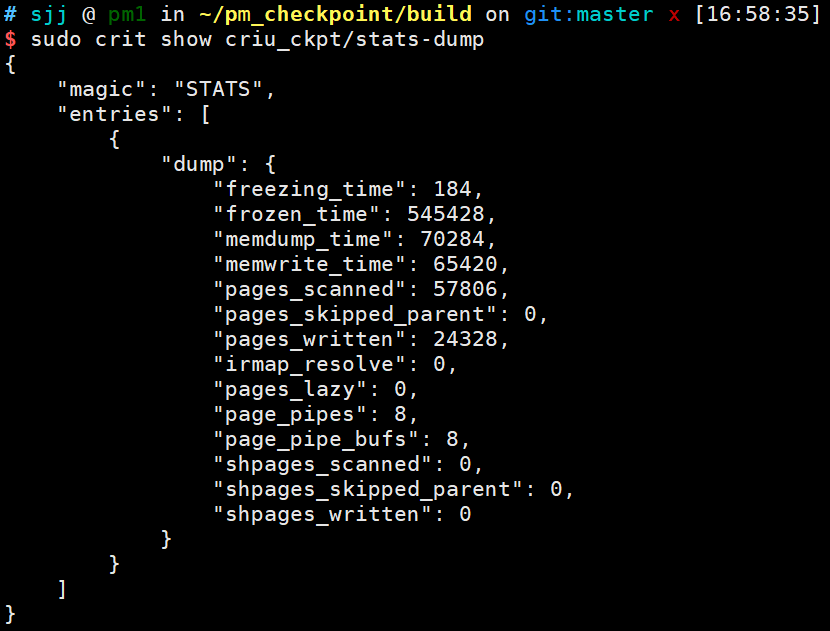 # sjj @ pm1 in ~/pm_checkpoint/build on git:master x [16:58:35]
$ sudo crit show criu_ckpt/stats-dump
{
    "magic": "STATS",
    "entries": [
        {
            "dump": {
                "freezing_time": 184,
                "frozen_time": 545428,
                "memdump_time": 70284,
                "memwrite_time": 65420,
                "pages_scanned": 57806,
                "pages_skipped_parent": 0,
                "pages_written": 24328,
                "irmap_resolve": 0,
                "pages_lazy": 0,
                "page_pipes": 8,
                "page_pipe_bufs": 8,
                "shpages_scanned": 0,
                "shpages_skipped_parent": 0,
                "shpages_written": 0
            }
        }
    ]
}